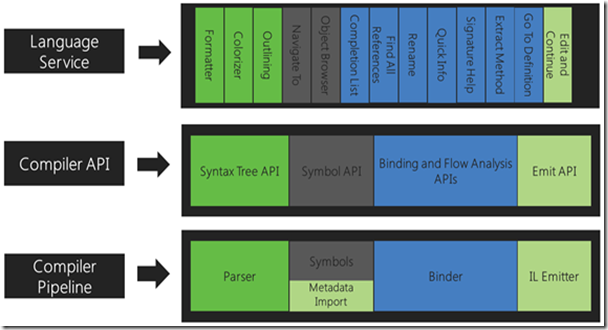 Language
Service
Formatter
Colorizer
Outlining
Navigate To
Object Browser
Completion List
Find All
References
Rename
Quick Info
Signature Help
Extract Method
Go To Definition
Edit and
Continue
Compiler API
Syntax Tree API
Symbol API
Binding and Flow Analysis
APIs
Emit API
Compiler
Pipeline
Parser
Symbols
Metadata
Import
Binder
IL Emitter